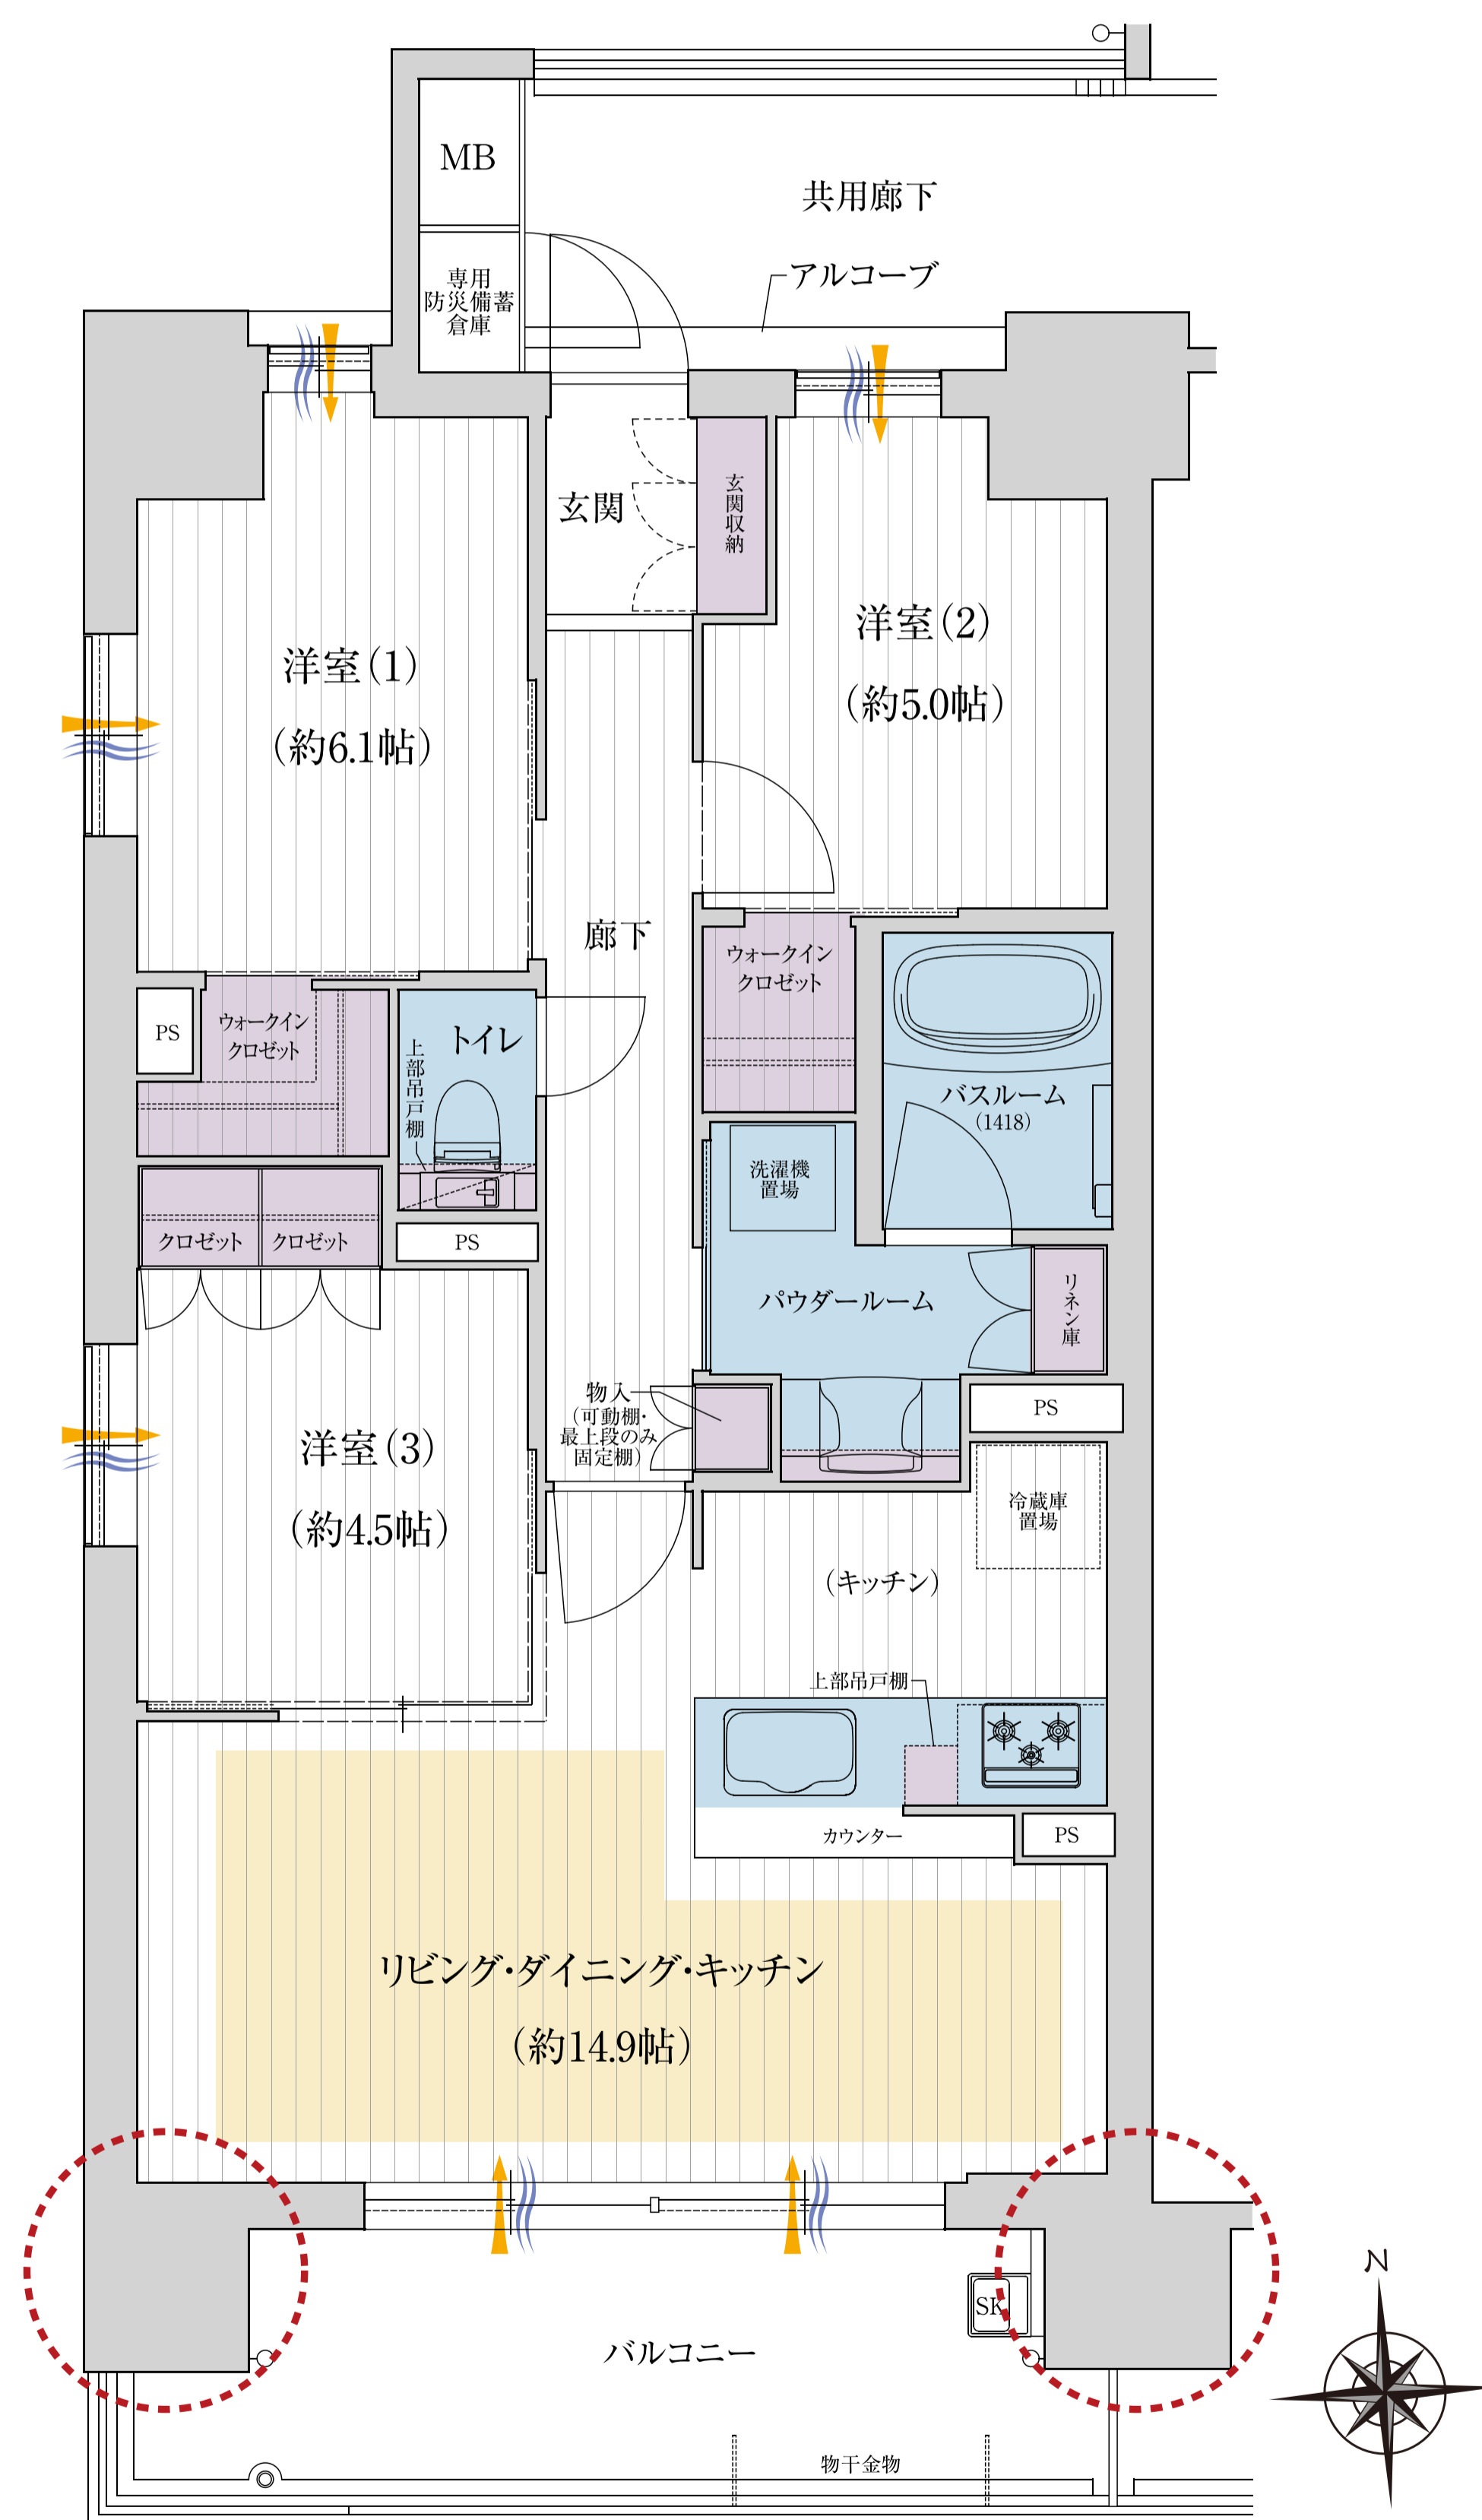 MB
共用廊下
アルコーブ
専用
防災備蓄
倉庫
玄関
玄関収納
洋室(1)
(約6.1帖)
洋室(2)
(約5.0帖)
廊下
ウォークイン
クロゼット
PS
ウォークイン
クロゼット
上部吊戸棚
トイレ
バスルーム
(1418)
洗濯機
置場
クロゼット
クロゼット
PS
パウダールーム
リネン庫
物入
(可動棚・
最上段のみ
固定棚)
PS
洋室(3)
(約4.5帖)
冷蔵庫
置場
(キッチン)
上部吊戸棚
カウンター
PS
リビング・ダイニング・キッチン
(約14.9帖)
SK
バルコニー
物干金物
N